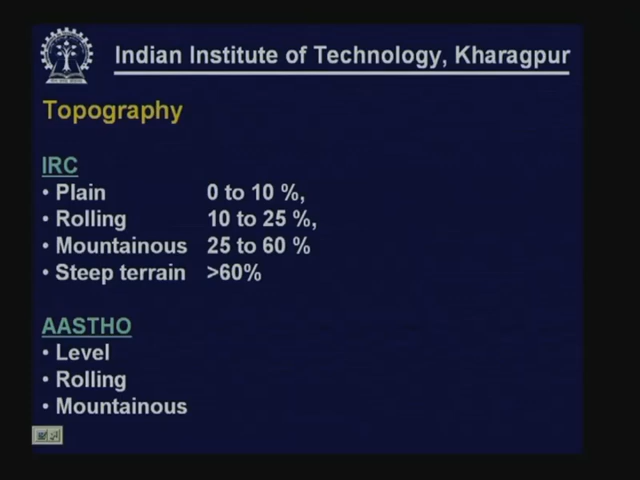 Indian Institute of Technology, Kharagpur
Topography
IRC
• Plain 0 to 10 %,
• Rolling 10 to 25 %,
• Mountainous 25 to 60 %
• Steep terrain >60%
AASTHO
• Level
• Rolling
• Mountainous